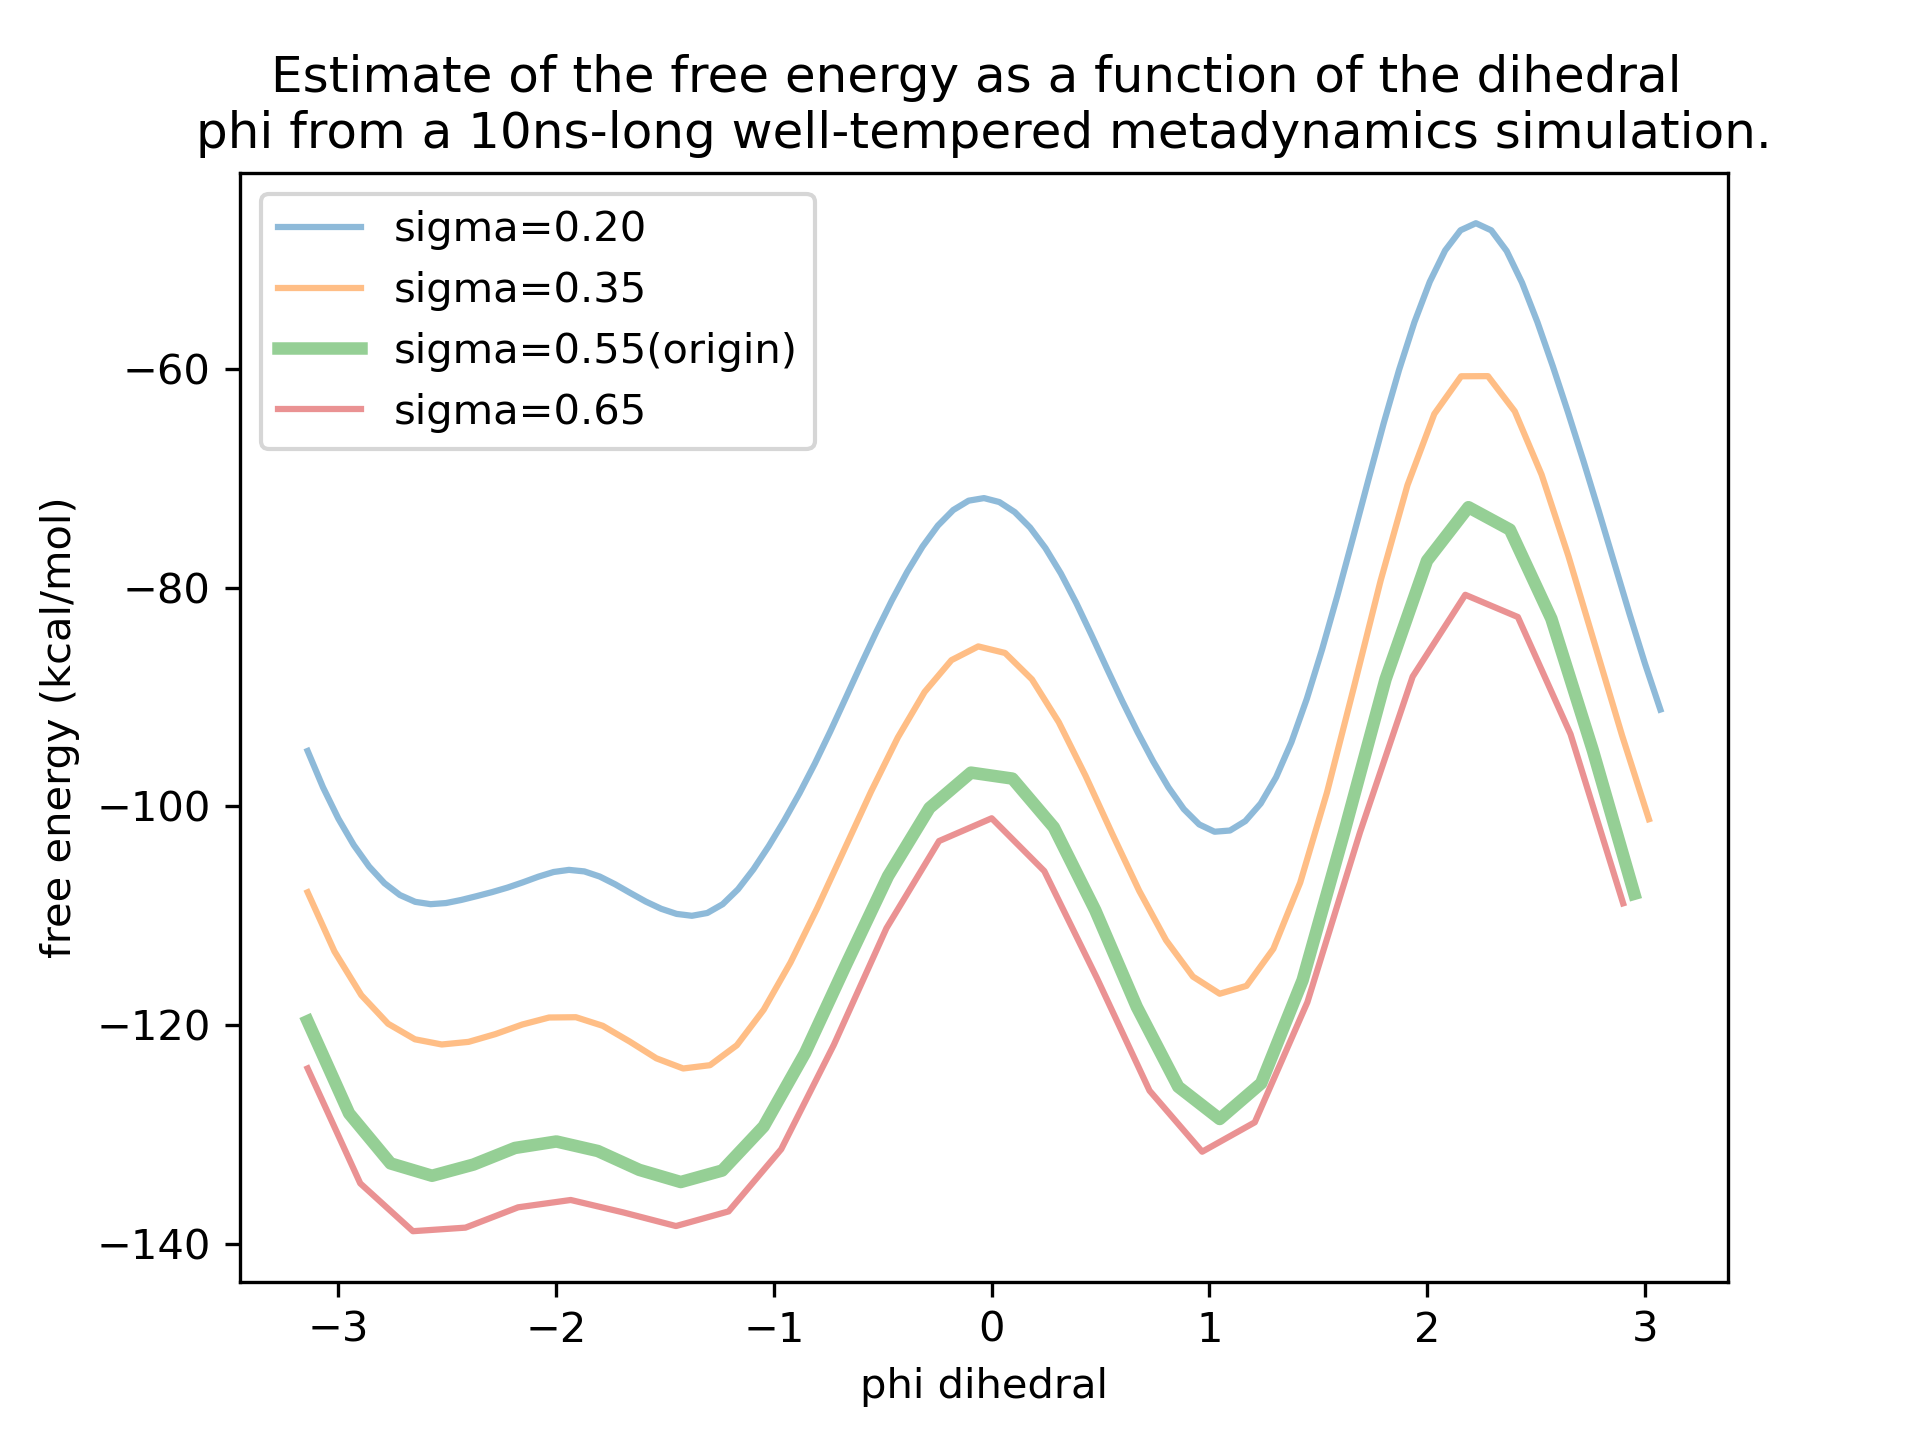 Estimate of the free energy as a function of the dihedral
phi from a 10ns-long well-tempered metadynamics simulation.
sigma=0.20
sigma=0.35
sigma=0.55(origin)
sigma=0.65
free energy (kcal/mol)
−60
−80
−100
−120
−140
−3
−2
−1
0
1
2
3
phi dihedral